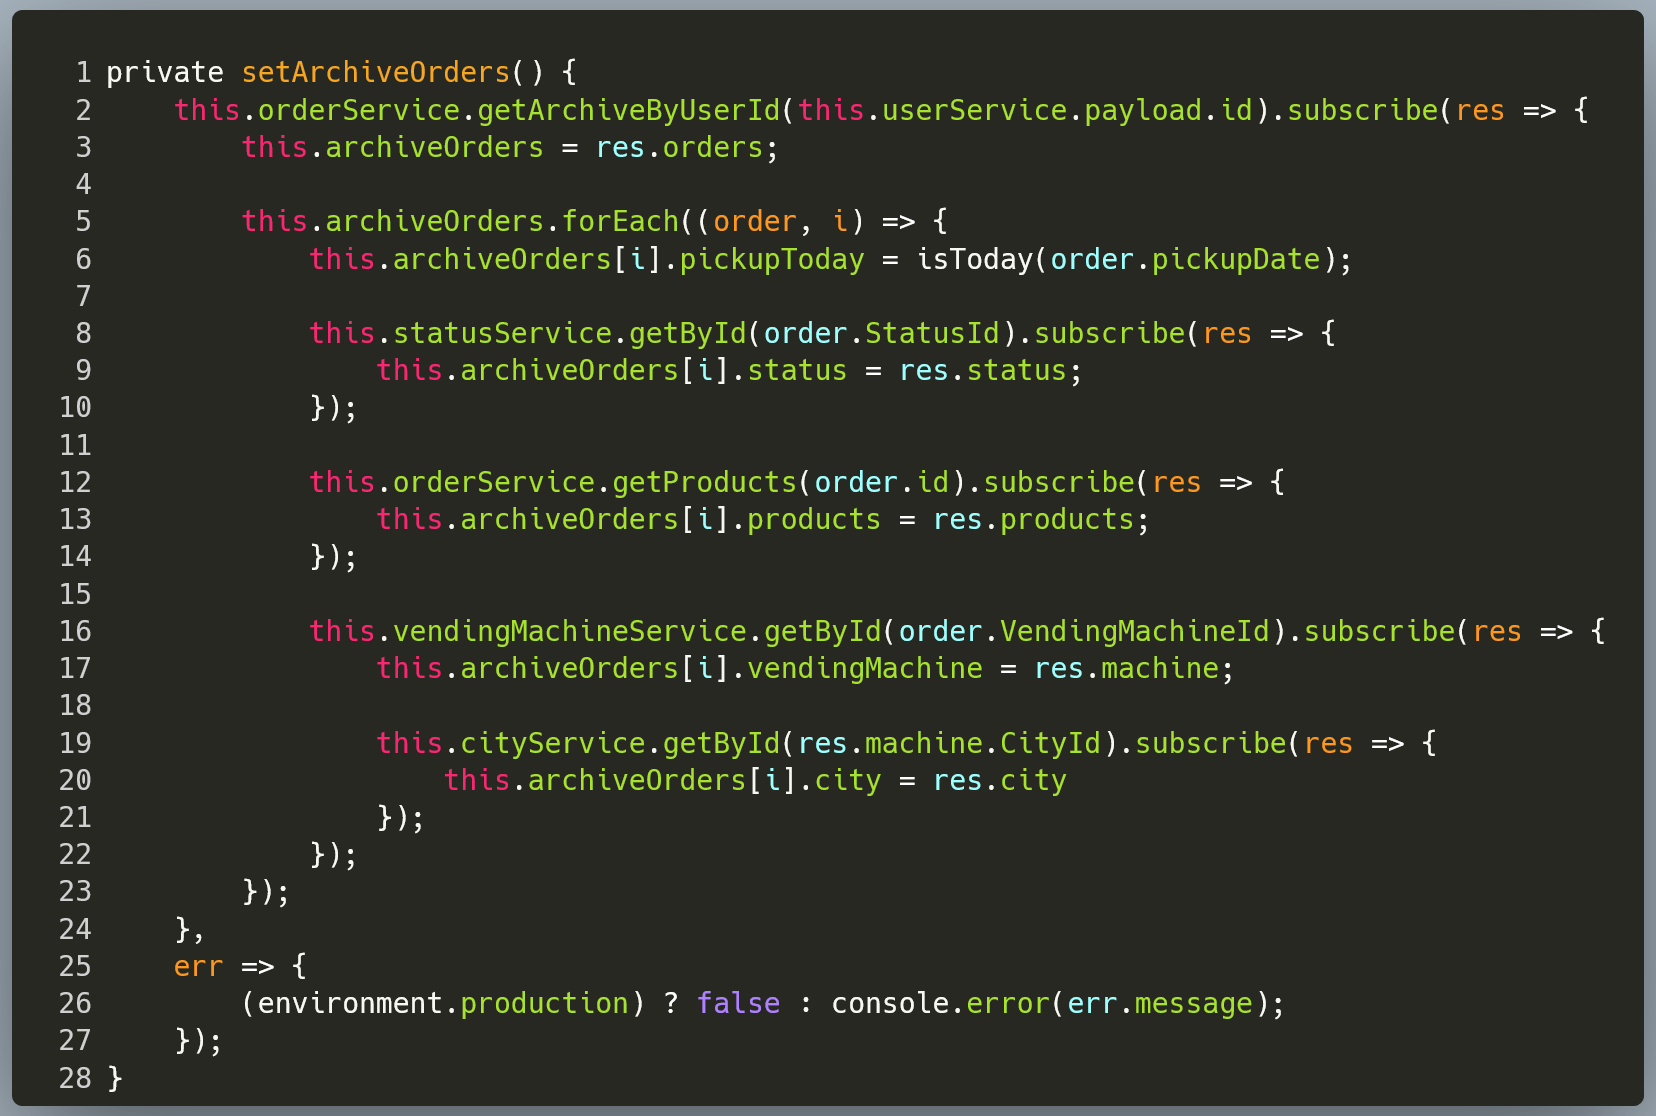 1 private setArchiveOrders() {
2     this.orderService.getArchiveByUserId(this.userService.payload.id).subscribe(res => {
3         this.archiveOrders = res.orders;
4
5         this.archiveOrders.forEach((order, i) => {
6             this.archiveOrders[i].pickupToday = isToday(order.pickupDate);
7
8             this.statusService.getById(order.StatusId).subscribe(res => {
9                 this.archiveOrders[i].status = res.status;
10             });
11
12             this.orderService.getProducts(order.id).subscribe(res => {
13                 this.archiveOrders[i].products = res.products;
14             });
15
16             this.vendingMachineService.getById(order.VendingMachineId).subscribe(res => {
17                 this.archiveOrders[i].vendingMachine = res.machine;
18
19                 this.cityService.getById(res.machine.CityId).subscribe(res => {
20                     this.archiveOrders[i].city = res.city
21                 });
22             });
23         });
24     },
25     err => {
26         (environment.production) ? false : console.error(err.message);
27     });
28 }